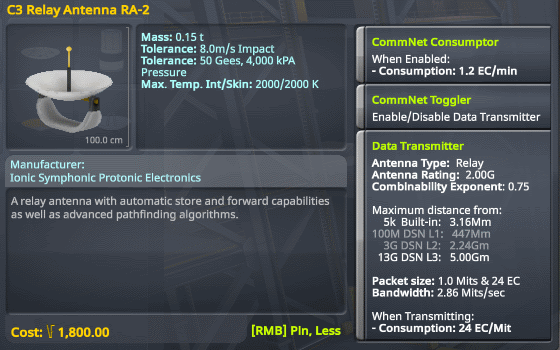 C3 Relay Antenna RA-2
100.0 cm
Mass: 0.15 t
Tolerance: 8.0m/s Impact
Tolerance: 50 Gees, 4,000 kPA
Pressure
Max. Temp. Int/Skin: 2000/2000 K
Manufacturer:
Ionic Symphonic Protonic Electronics
A relay antenna with automatic store and forward capabilities
as well as advanced pathfinding algorithms.
Cost: 1,800.00
[RMB] Pin, Less
CommNet Consumptor
When Enabled:
- Consumption: 1.2 EC/min
CommNet Toggler
Enable/Disable Data Transmitter
Data Transmitter
Antenna Type: Relay
Antenna Rating: 2.00G
Combinability Exponent: 0.75
Maximum distance from:
5k Built-in: 3.16Mm
100M DSN L1: 447Mm
3G DSN L2: 2.24Gm
13G DSN L3: 5.00Gm
Packet size: 1.0 Mits & 24 EC
Bandwidth: 2.86 Mits/sec
When Transmitting:
- Consumption: 24 EC/Mit